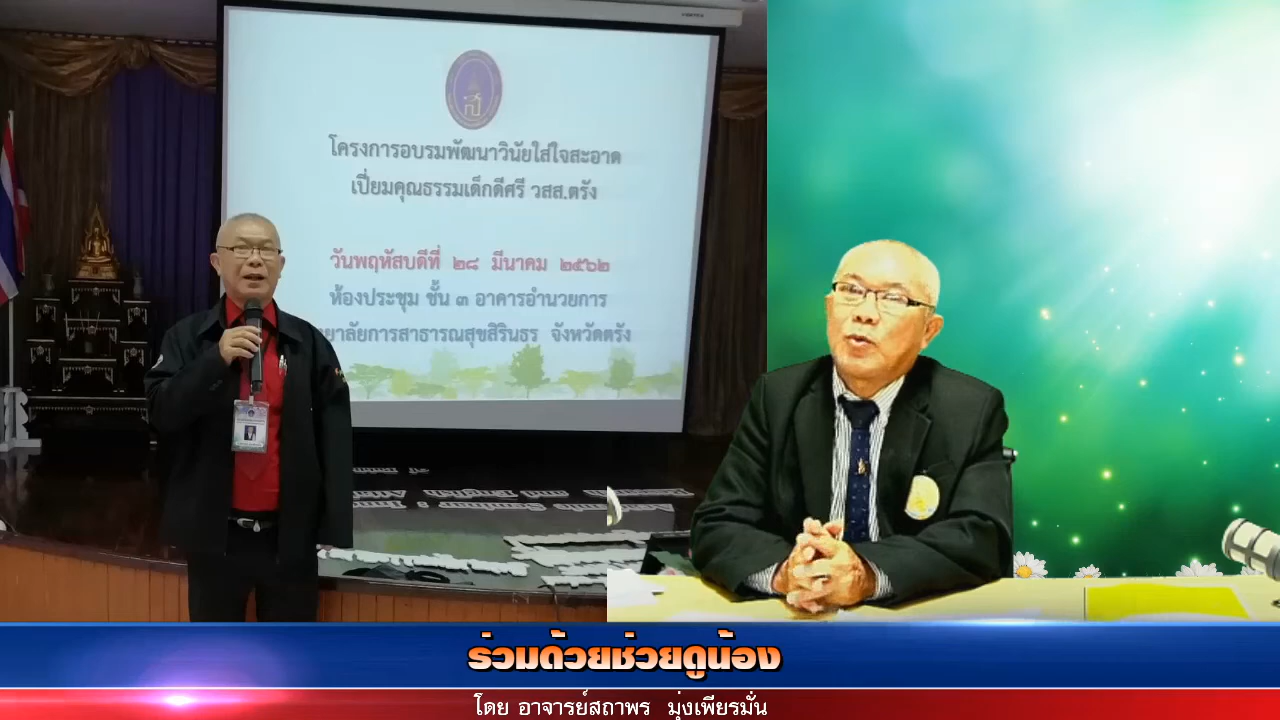 โครงการอบรมพัฒนาวินัยใส่ใจสะอาด
เปี่ยมคุณธรรมเด็กดีศรี วสส.ตรัง
วันพฤหัสบดีที่ ๒๘ มีนาคม ๒๕๖๒
ห้องประชุม ชั้น ๓ อาคารอำนวยการ
ยาลัยการสาธารณสุขสิรินธร จังหวัดตรัง
ร่วมด้วยช่วยดูน้อง
โดย อาจารย์สถาพร มุ่งเพียรมั่น